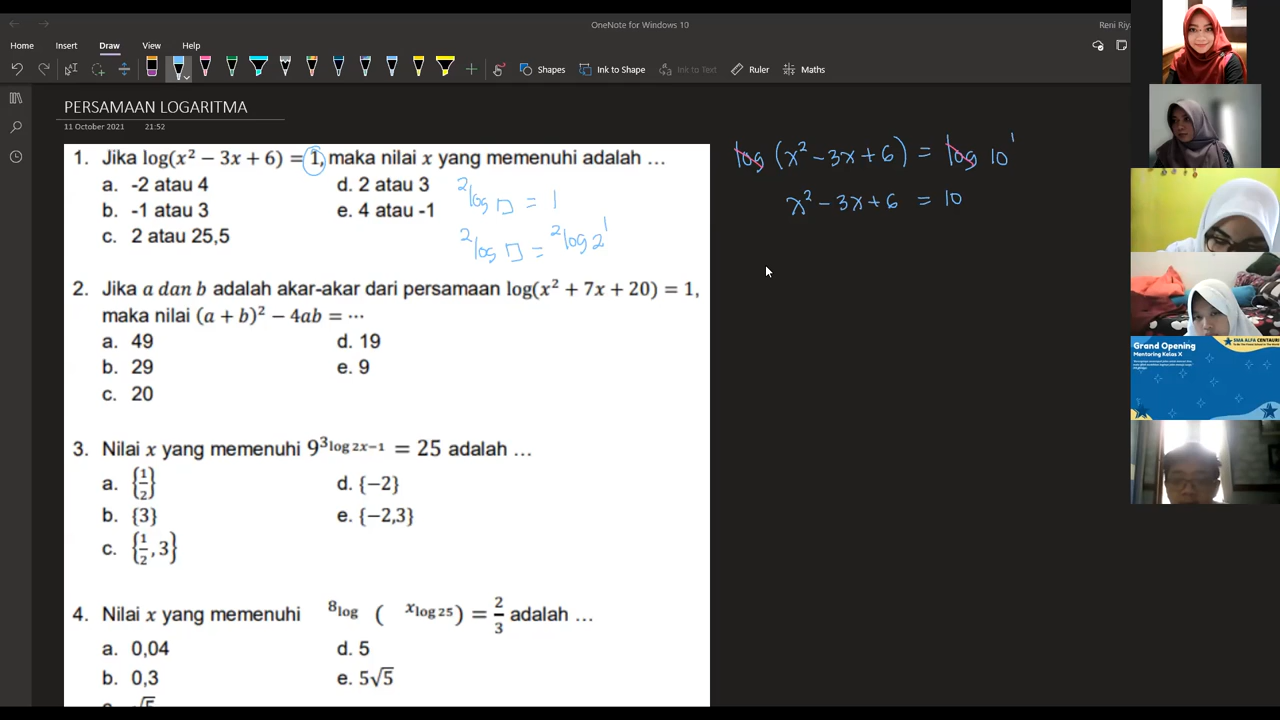 OneNote for Windows 10
Reni Riy
Home Insert Draw View Help
Shapes Ink to Shape Ink to Text Ruler Maths
PERSAMAAN LOGARITMA
11 October 2021 21:52
1. Jika log(x² − 3x + 6) = 1, maka nilai x yang memenuhi adalah …
a. -2 atau 4 d. 2 atau 3
b. -1 atau 3 e. 4 atau -1
c. 2 atau 25,5
²log □ = 1
²log □ = ²log 2¹
2. Jika a dan b adalah akar-akar dari persamaan log(x² + 7x + 20) = 1,
maka nilai (a + b)² − 4ab = ⋯
a. 49 d. 19
b. 29 e. 9
c. 20
3. Nilai x yang memenuhi 9^(³log 2x−1) = 25 adalah …
a. {1/2} d. {−2}
b. {3} e. {−2,3}
c. {1/2, 3}
4. Nilai x yang memenuhi ⁸log ( ˣlog 25) = 2/3 adalah …
a. 0,04 d. 5
b. 0,3 e. 5√5
c. √5
log (x² − 3x + 6) = log 10¹
x² − 3x + 6 = 10
SMA ALFA CENTAURI
Grand Opening
Mentoring Kelas X